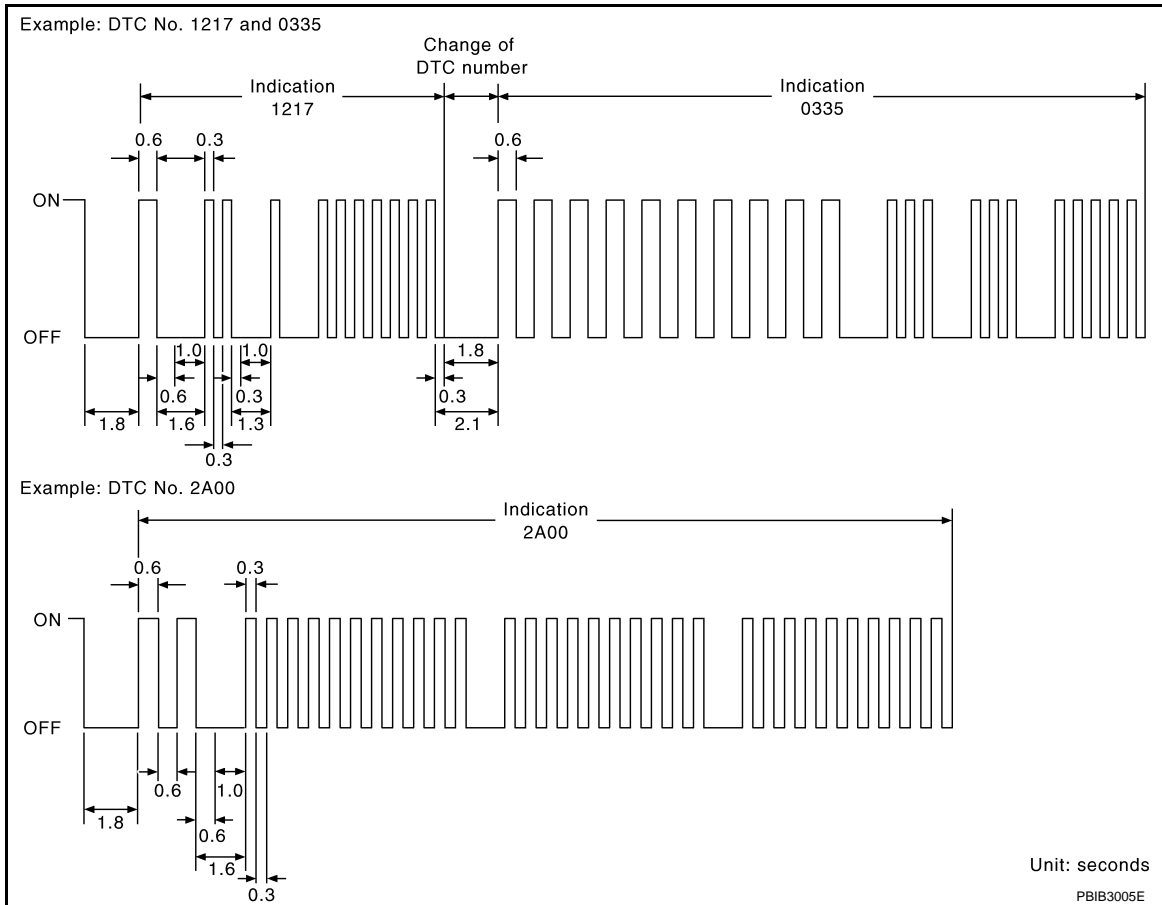 Example: DTC No. 1217 and 0335
Change of
DTC number
Indication
1217
Indication
0335
0.6
0.3
0.6
ON
OFF
1.0
1.0
1.8
0.6
0.3
0.3
1.8
1.6
1.3
2.1
0.3
Example: DTC No. 2A00
Indication
2A00
0.6
0.3
ON
OFF
0.6
1.0
1.8
0.6
1.6
0.3
Unit: seconds
PBIB3005E